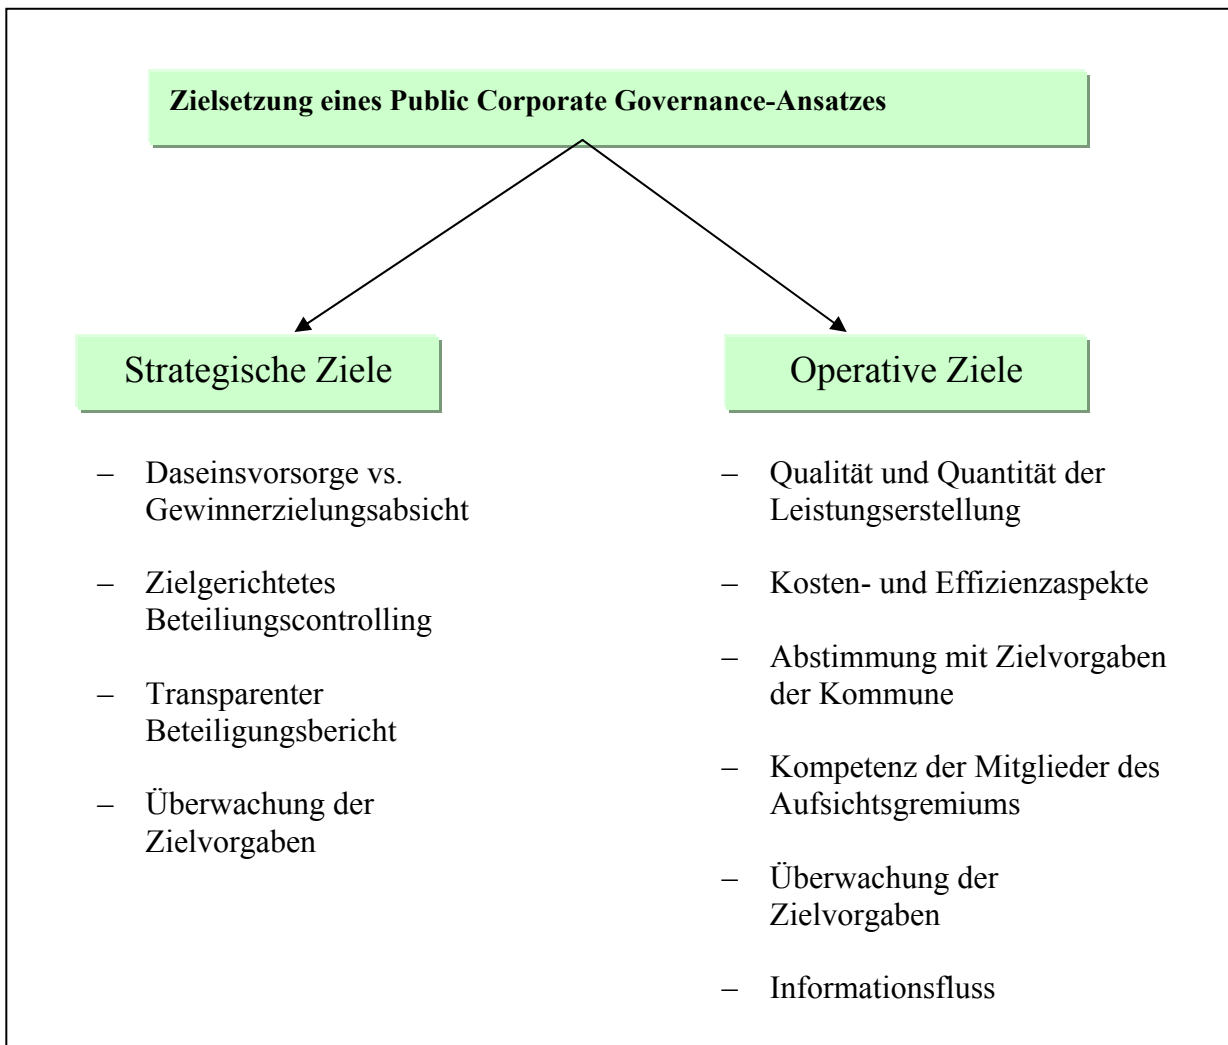 Zielsetzung eines Public Corporate Governance-Ansatzes
Strategische Ziele
– Daseinsvorsorge vs.
Gewinnerzielungsabsicht
– Zielgerichtetes
Beteiliungscontrolling
– Transparenter
Beteiligungsbericht
– Überwachung der
Zielvorgaben
Operative Ziele
– Qualität und Quantität der
Leistungserstellung
– Kosten- und Effizienzaspekte
– Abstimmung mit Zielvorgaben
der Kommune
– Kompetenz der Mitglieder des
Aufsichtsgremiums
– Überwachung der
Zielvorgaben
– Informationsfluss